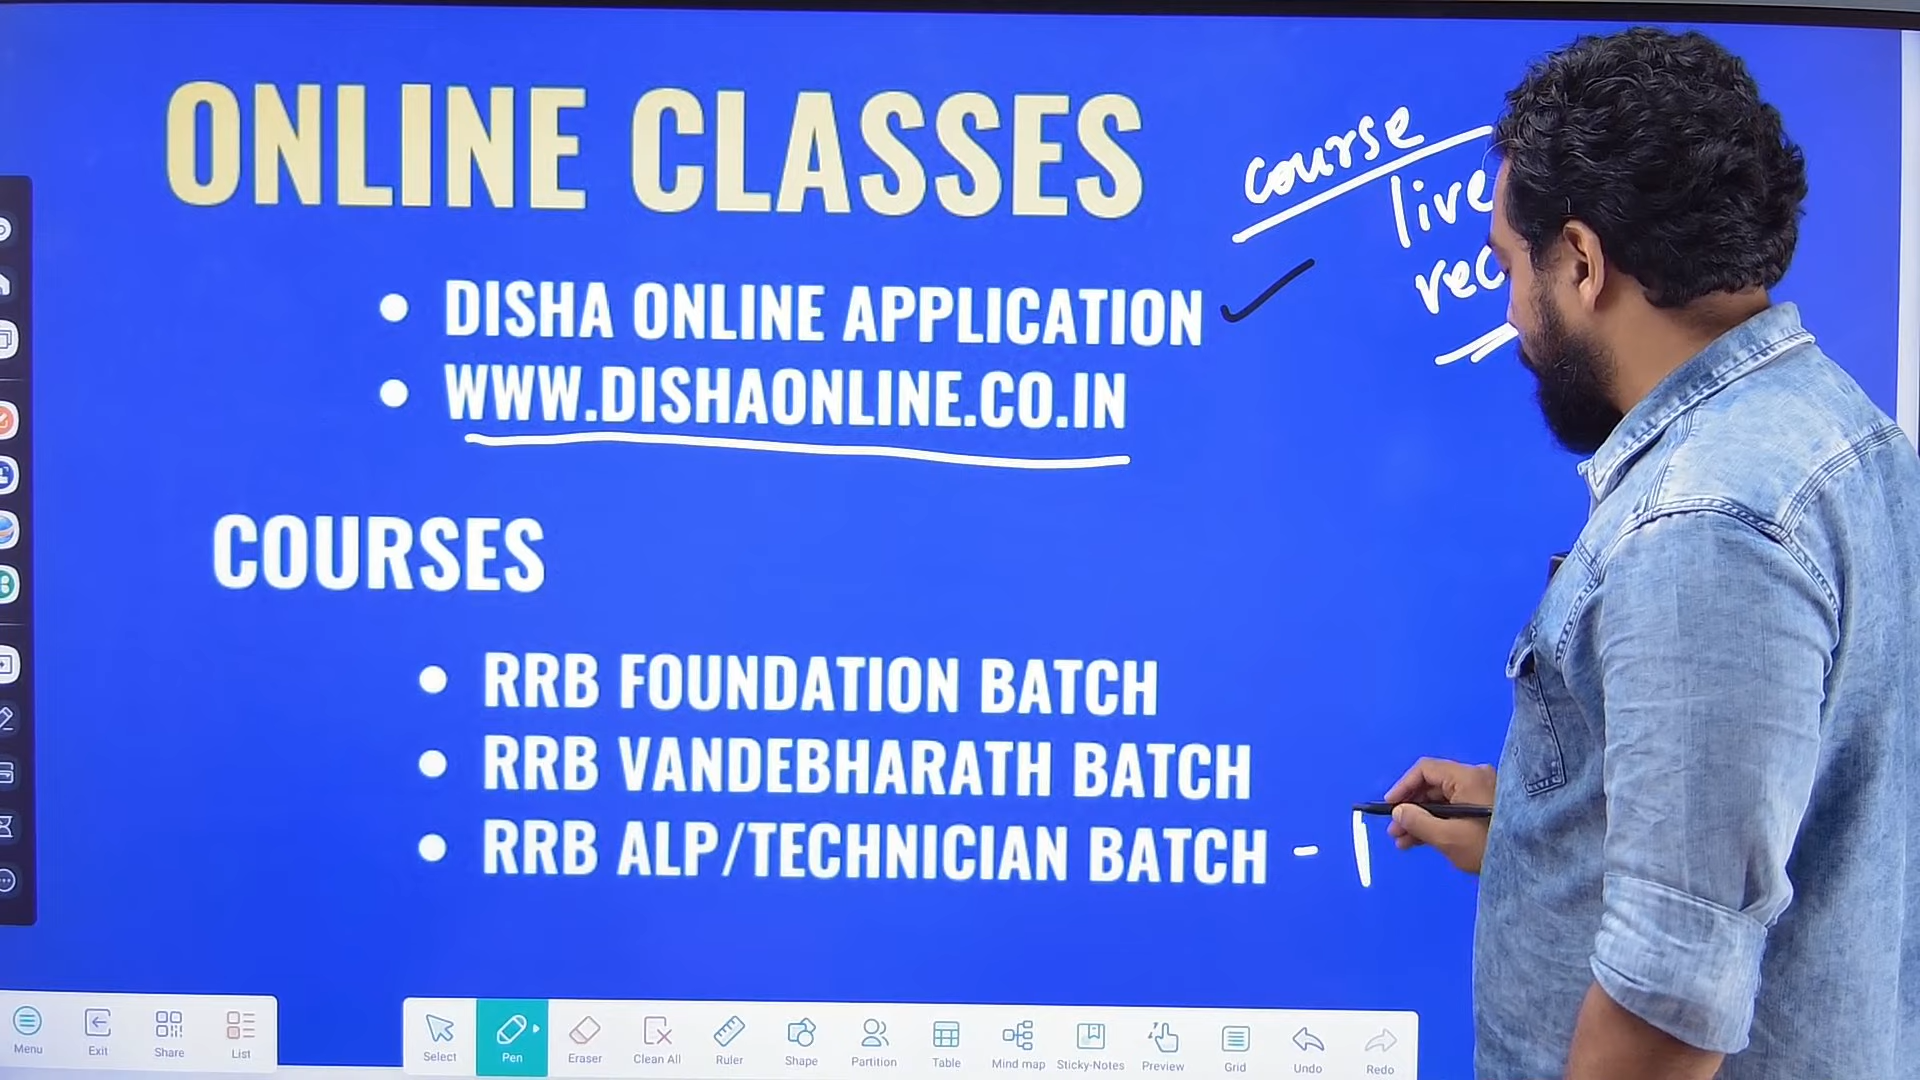 ONLINE CLASSES
course
live
• DISHA ONLINE APPLICATION
rec
• WWW.DISHAONLINE.CO.IN
COURSES
• RRB FOUNDATION BATCH
• RRB VANDEBHARATH BATCH
• RRB ALP/TECHNICIAN BATCH -
Menu Exit Share List Select Pen Eraser Clean All Ruler Shape Partition Table Mind map Sticky-Notes Preview Grid Undo Redo